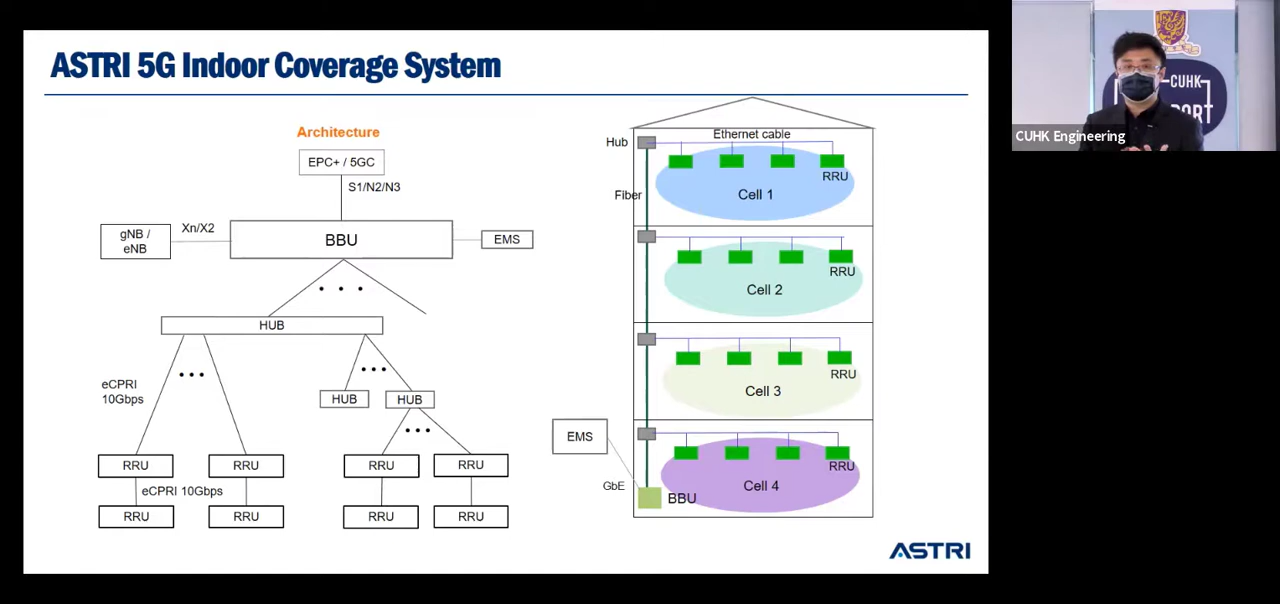 ASTRI 5G Indoor Coverage System
Architecture
EPC+ / 5GC
S1/N2/N3
gNB /
eNB
Xn/X2
BBU
EMS
• • •
HUB
• • •
eCPRI
10Gbps
• • •
HUB
HUB
• • •
RRU
RRU
RRU
RRU
eCPRI 10Gbps
RRU
RRU
RRU
RRU
Hub
Ethernet cable
RRU
Fiber
Cell 1
RRU
Cell 2
RRU
Cell 3
EMS
RRU
Cell 4
GbE
BBU
ASTRI
CUHK
PORT
CUHK Engineering